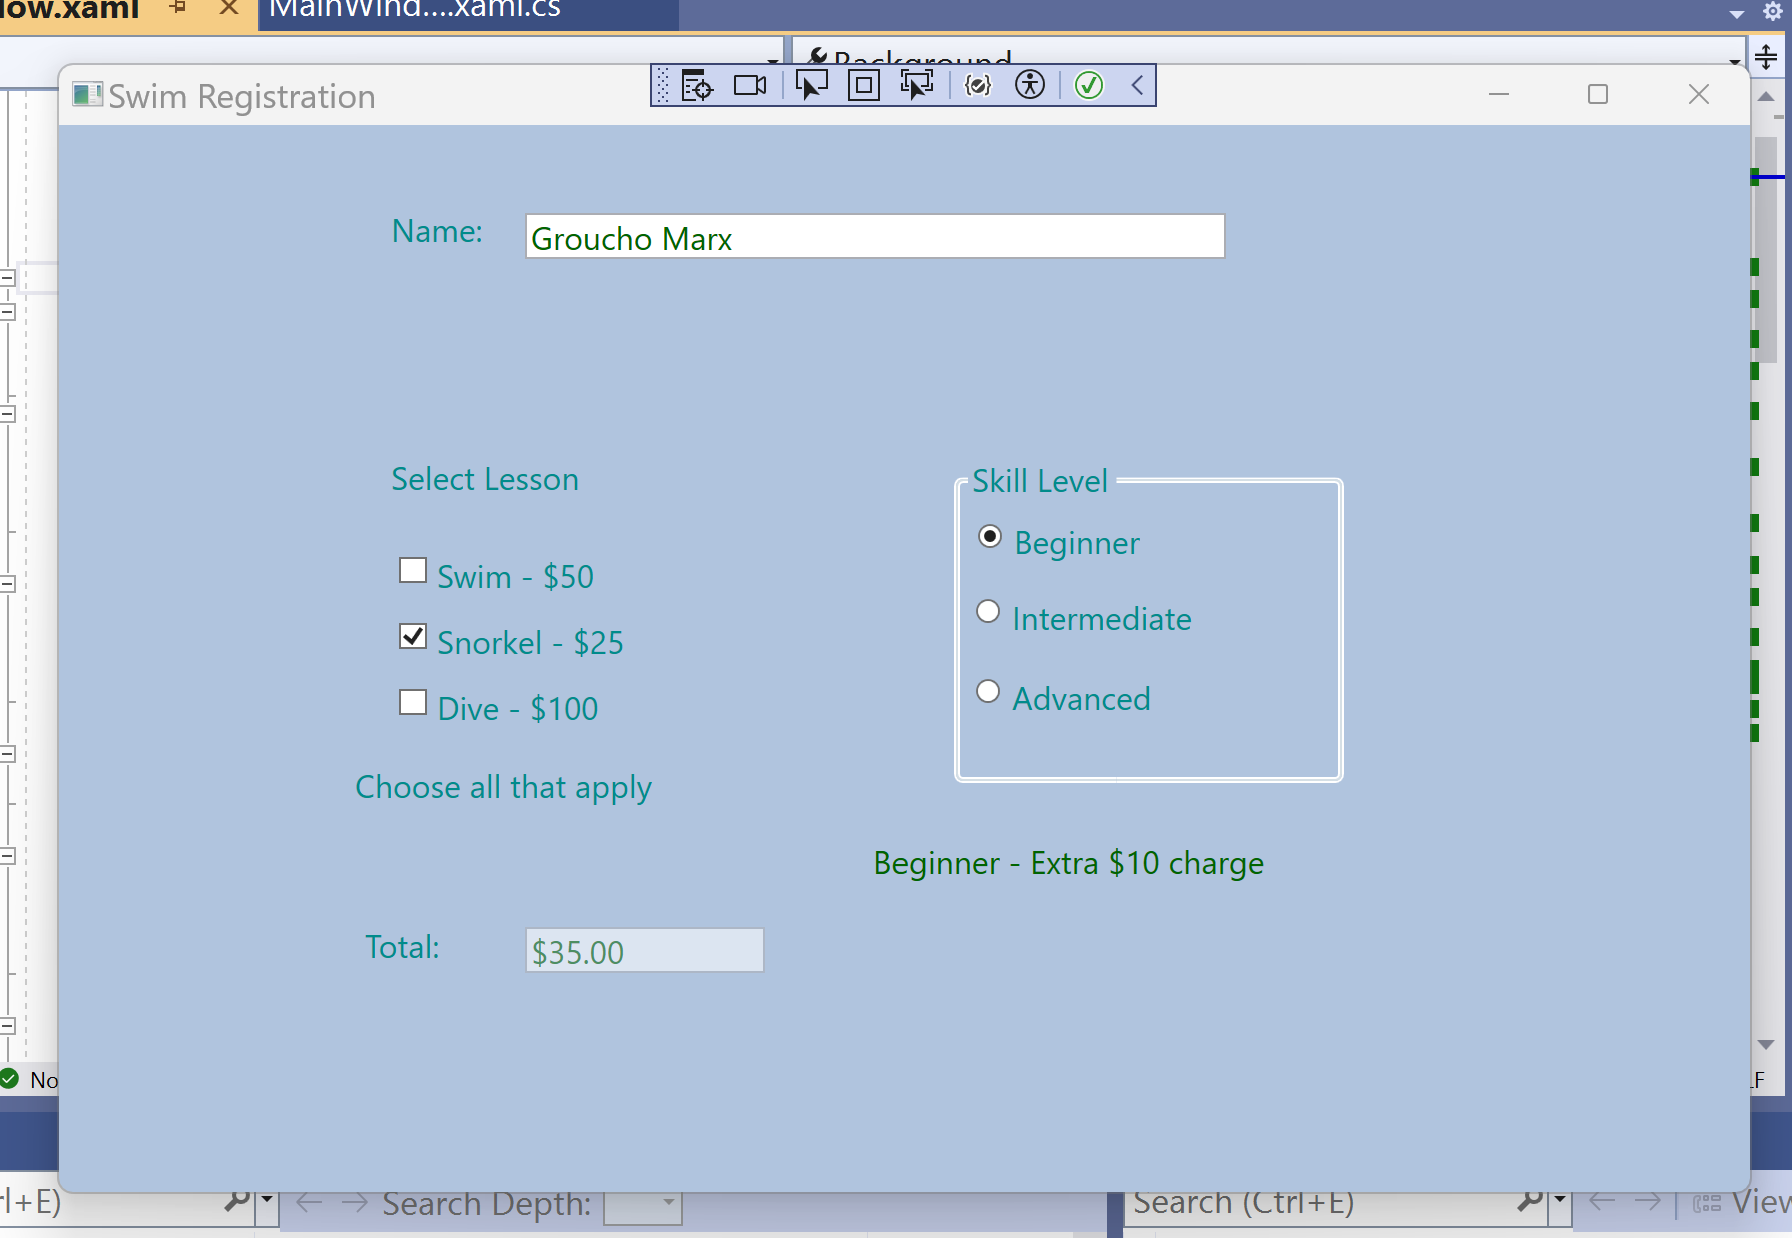 low.xaml MainWind....xaml.cs
Background
Swim Registration
Name: Groucho Marx
Select Lesson
Skill Level
Beginner
Swim - $50
Intermediate
Snorkel - $25
Advanced
Dive - $100
Choose all that apply
Beginner - Extra $10 charge
Total: $35.00
No
LF
rl+E) Search Depth: Search (Ctrl+E) View